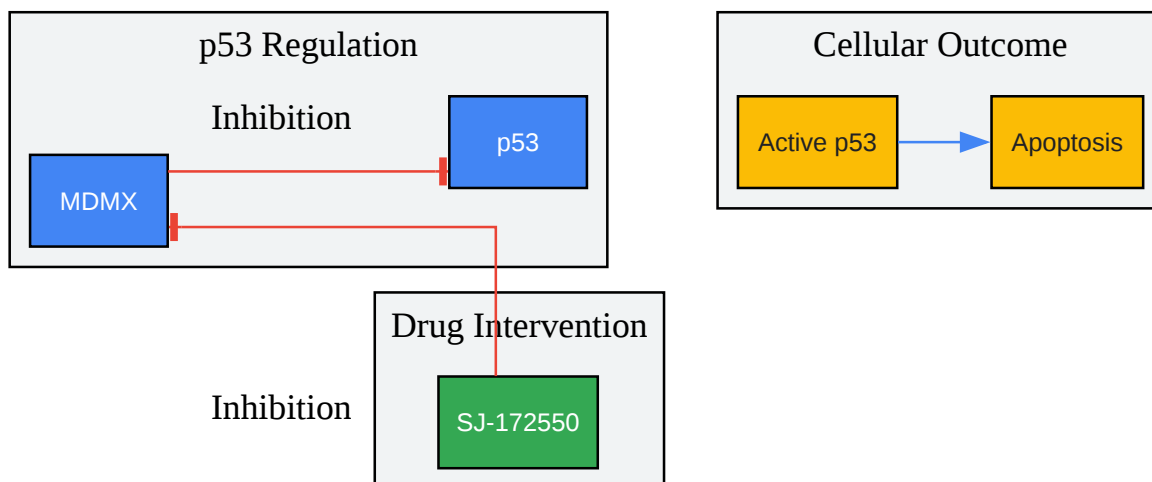 p53 Regulation
Inhibition
p53
MDMX
Cellular Outcome
Active p53
Apoptosis
Drug Intervention
Inhibition
SJ-172550